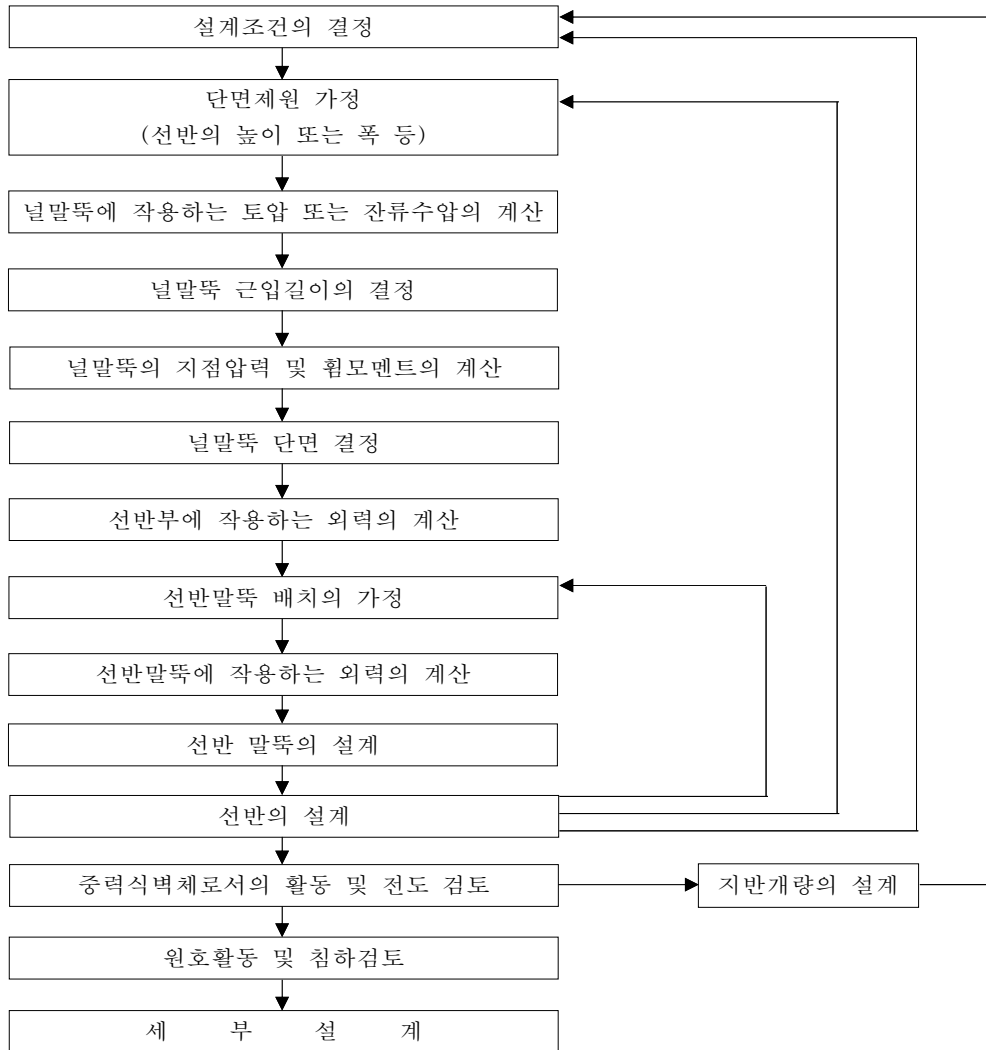 설계조건의 결정
단면제원 가정
(선반의 높이 또는 폭 등)
널말뚝에 작용하는 토압 또는 잔류수압의 계산
널말뚝 근입길이의 결정
널말뚝의 지점압력 및 휨모멘트의 계산
널말뚝 단면 결정
선반부에 작용하는 외력의 계산
선반말뚝 배치의 가정
선반말뚝에 작용하는 외력의 계산
선반 말뚝의 설계
선반의 설계
중력식벽체로서의 활동 및 전도 검토
지반개량의 설계
원호활동 및 침하검토
세 부 설 계